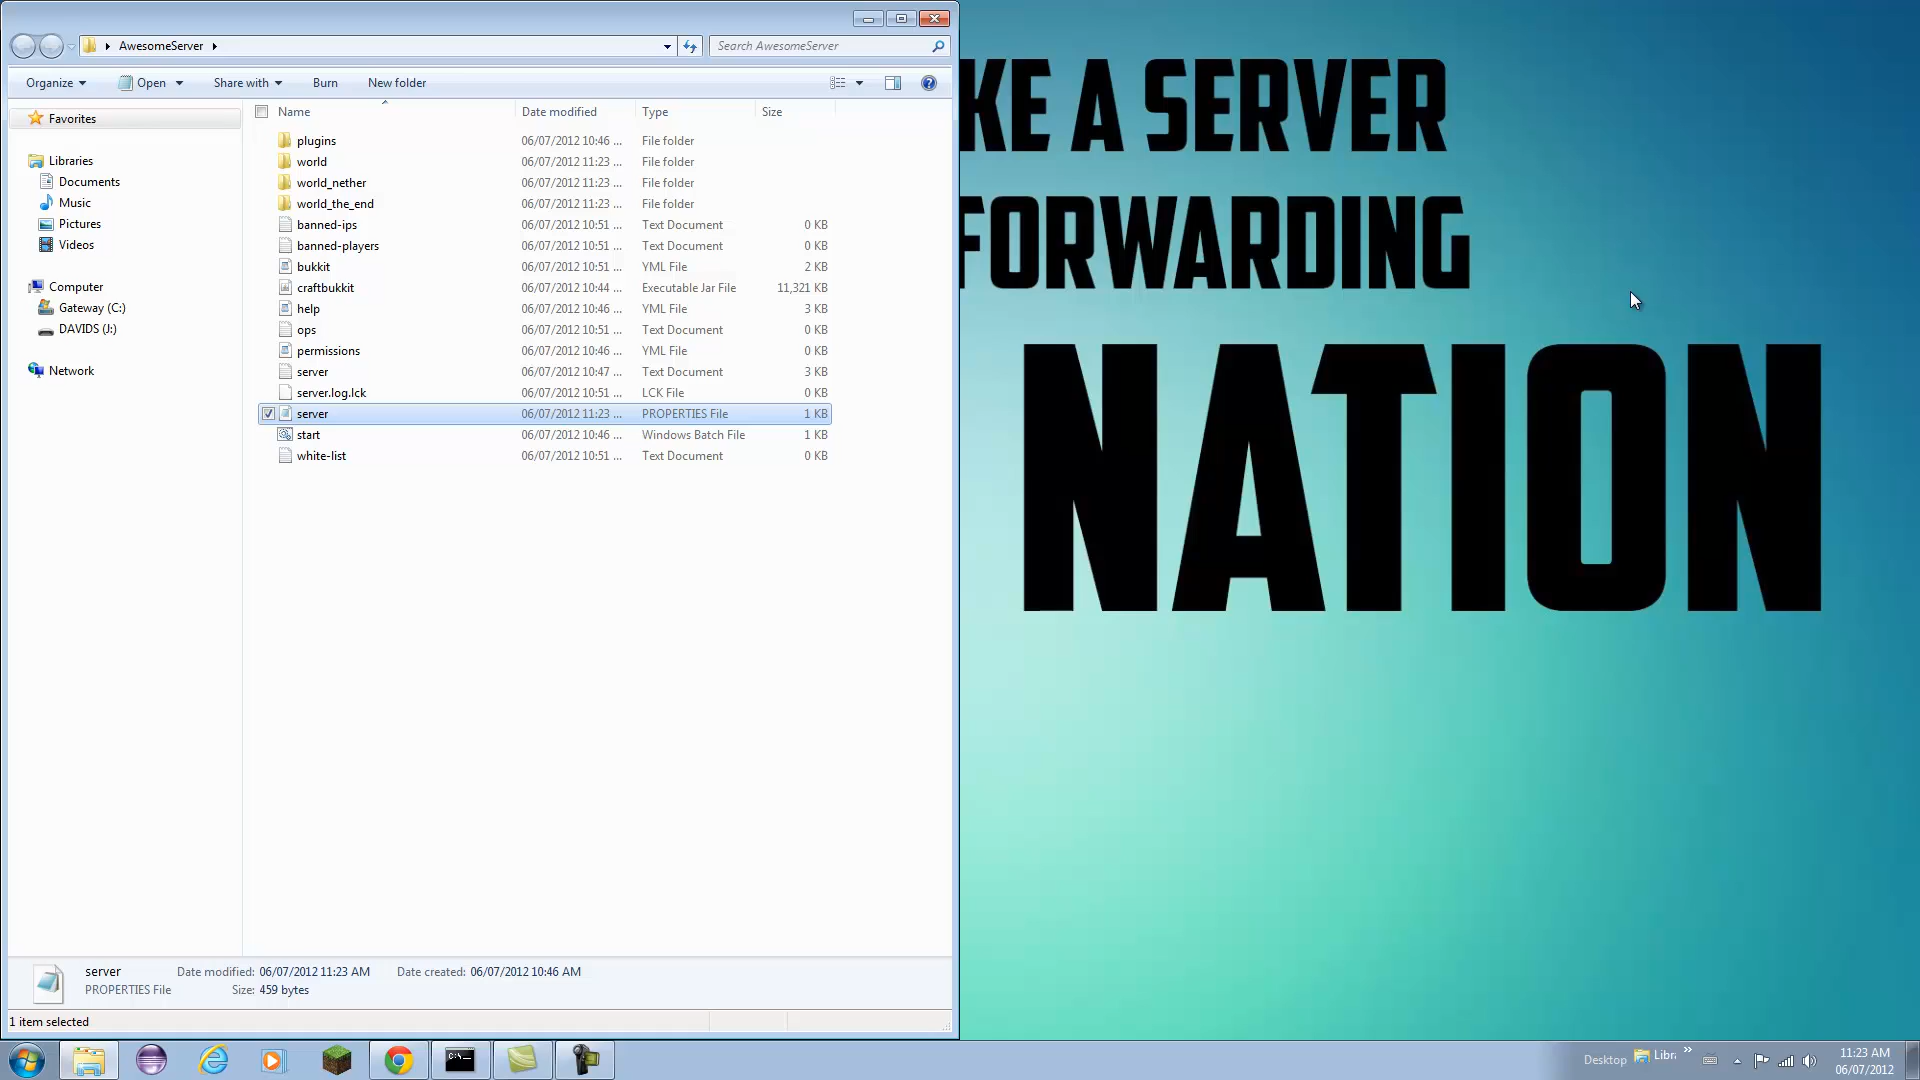 AwesomeServer
Search AwesomeServer
Organize Open Share with Burn New folder
Name Date modified Type Size
Favorites
Libraries
Documents
Music
Pictures
Videos
Computer
Gateway (C:)
DAVIDS (J:)
Network
plugins 06/07/2012 10:46 ... File folder
world 06/07/2012 11:23 ... File folder
world_nether 06/07/2012 11:23 ... File folder
world_the_end 06/07/2012 11:23 ... File folder
banned-ips 06/07/2012 10:51 ... Text Document 0 KB
banned-players 06/07/2012 10:51 ... Text Document 0 KB
bukkit 06/07/2012 10:51 ... YML File 2 KB
craftbukkit 06/07/2012 10:44 ... Executable Jar File 11,321 KB
help 06/07/2012 10:46 ... YML File 3 KB
ops 06/07/2012 10:51 ... Text Document 0 KB
permissions 06/07/2012 10:46 ... YML File 0 KB
server 06/07/2012 10:47 ... Text Document 3 KB
server.log.lck 06/07/2012 10:51 ... LCK File 0 KB
server 06/07/2012 11:23 ... PROPERTIES File 1 KB
start 06/07/2012 10:46 ... Windows Batch File 1 KB
white-list 06/07/2012 10:51 ... Text Document 0 KB
server Date modified: 06/07/2012 11:23 AM Date created: 06/07/2012 10:46 AM
PROPERTIES File Size: 459 bytes
1 item selected
KE A SERVER
FORWARDING
NATION
C:\.
Desktop Libr » 11:23 AM
06/07/2012